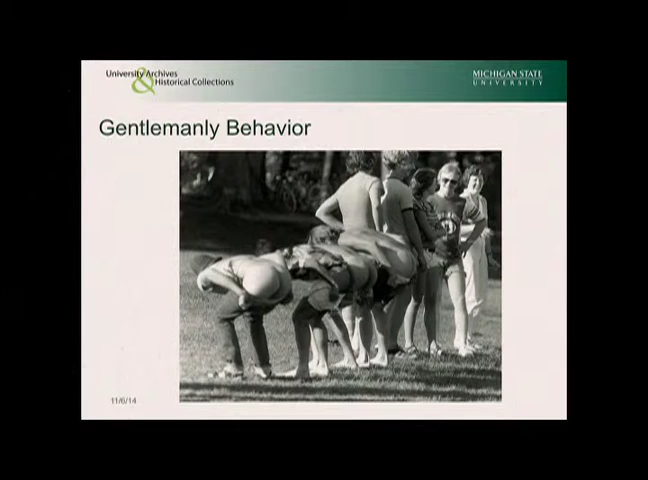 University Archives
& Historical Collections
MICHIGAN STATE
UNIVERSITY
Gentlemanly Behavior
11/6/14